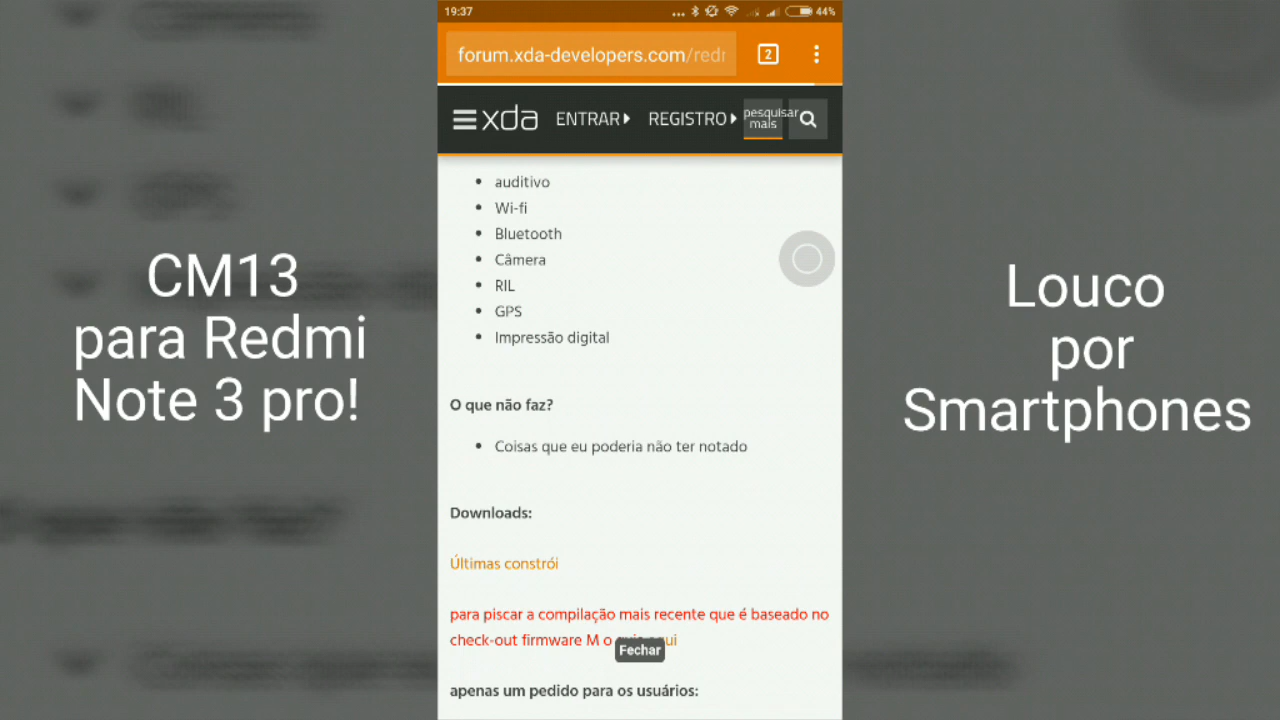 19:37
44%
forum.xda-developers.com/redr
2
xda
ENTRAR
REGISTRO
pesquisar
mais
auditivo
Wi-fi
Bluetooth
Câmera
RIL
GPS
Impressão digital
O que não faz?
Coisas que eu poderia não ter notado
Downloads:
Últimas constrói
para piscar a compilação mais recente que é baseado no
check-out firmware M o
Fechar
apenas um pedido para os usuários:
CM13
para Redmi
Note 3 pro!
Louco
por
Smartphones